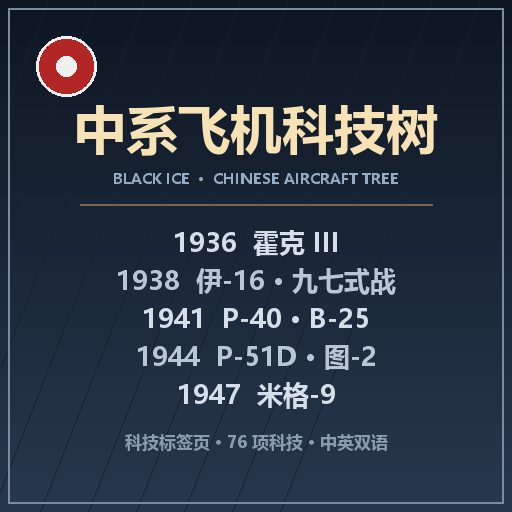 中系飞机科技树
BLACK ICE • CHINESE AIRCRAFT TREE
1936 霍克 III
1938 伊-16 • 九七式战
1941 P-40 • B-25
1944 P-51D • 图-2
1947 米格-9
科技标签页 • 76 项科技 • 中英双语